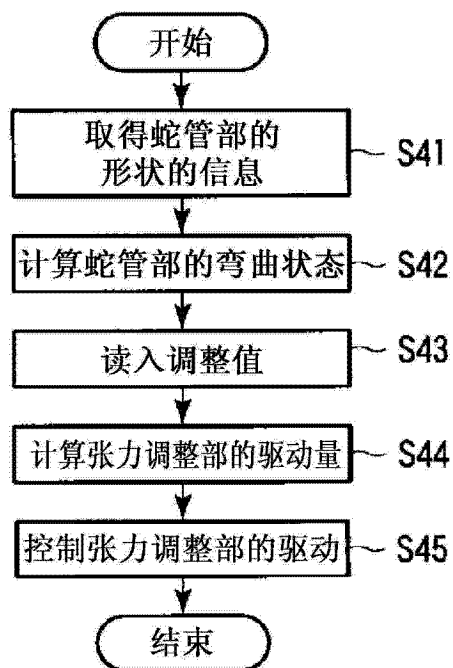 开始
取得蛇管部的
形状的信息
S41
计算蛇管部的弯曲状态
S42
读入调整值
S43
计算张力调整部的驱动量
S44
控制张力调整部的驱动
S45
结束